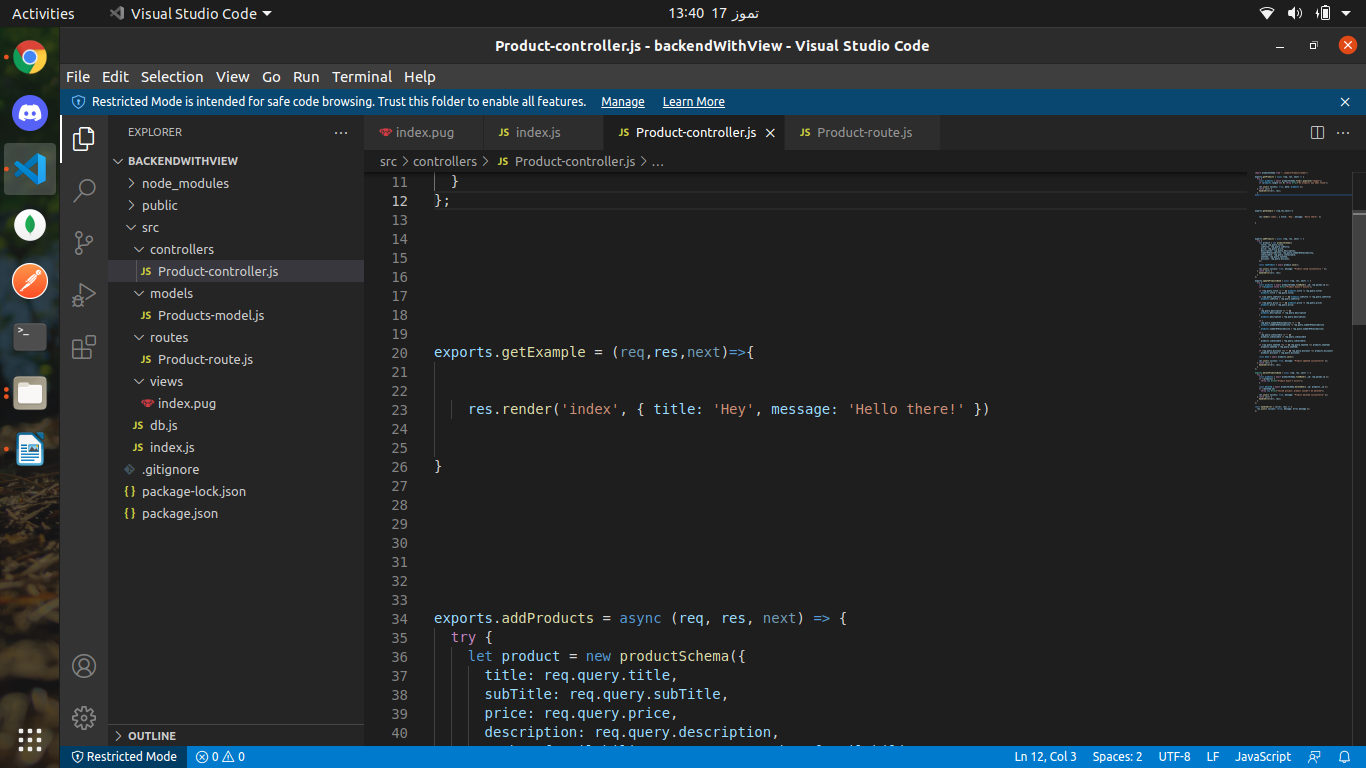 Activities
Visual Studio Code
13:40 17 تموز
Product-controller.js - backendWithView - Visual Studio Code
File Edit Selection View Go Run Terminal Help
Restricted Mode is intended for safe code browsing. Trust this folder to enable all features. Manage Learn More
EXPLORER
BACKENDWITHVIEW
node_modules
public
src
controllers
JS Product-controller.js
models
JS Products-model.js
routes
JS Product-route.js
views
index.pug
JS db.js
JS index.js
.gitignore
{ } package-lock.json
{ } package.json
OUTLINE
index.pug JS index.js JS Product-controller.js JS Product-route.js
src > controllers > JS Product-controller.js > ...
11 }
12 };
13
14
15
16
17
18
19
20 exports.getExample = (req,res,next)=>{
21
22
23 res.render('index', { title: 'Hey', message: 'Hello there!' })
24
25
26 }
27
28
29
30
31
32
33
34 exports.addProducts = async (req, res, next) => {
35 try {
36 let product = new productSchema({
37 title: req.query.title,
38 subTitle: req.query.subTitle,
39 price: req.query.price,
40 description: req.query.description,
Restricted Mode 0 0 Ln 12, Col 3 Spaces: 2 UTF-8 LF JavaScript